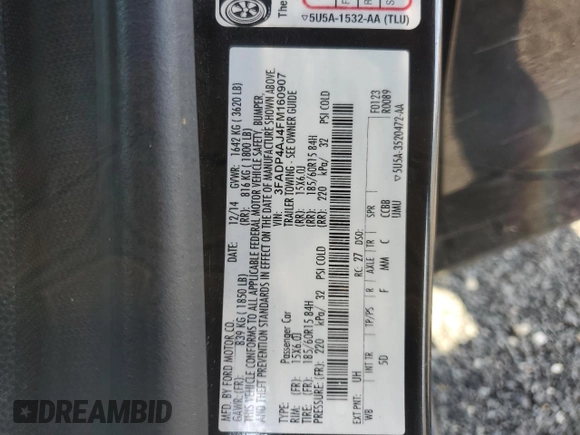 The
F
R
S
▽5U5A-1532-AA (TLU)
MFD. BY FORD MOTOR CO.
DATE: 12/14 GVWR: 1642 KG ( 3620 LB)
GAWR: (FR): 839 KG ( 1850 LB) (RR): 816 KG ( 1800 LB)
THIS VEHICLE CONFORMS TO ALL APPLICABLE FEDERAL MOTOR VEHICLE SAFETY, BUMPER,
AND THEFT PREVENTION STANDARDS IN EFFECT ON THE DATE OF MANUFACTURE SHOWN ABOVE.
VIN: 3FADP4AJ4FM160907
TYPE: Passenger Car TRAILER TOWING - SEE OWNER GUIDE
RIM: (FR): 15X6.0J (RR): 15X6.0J
TIRE: (FR): 185/60R15 84H (RR): 185/60R15 84H
PRESSURE: (FR): 220 kPa/ 32 PSI COLD (RR): 220 kPa/ 32 PSI COLD
EXT PNT: UH RC: 27 DSO: F0123
R0089
WB INT TR TP/PS R AXLE TR SPR
5D F MM C CCBB
UMU
▽5U5A-3520472-AA
DREAMBID